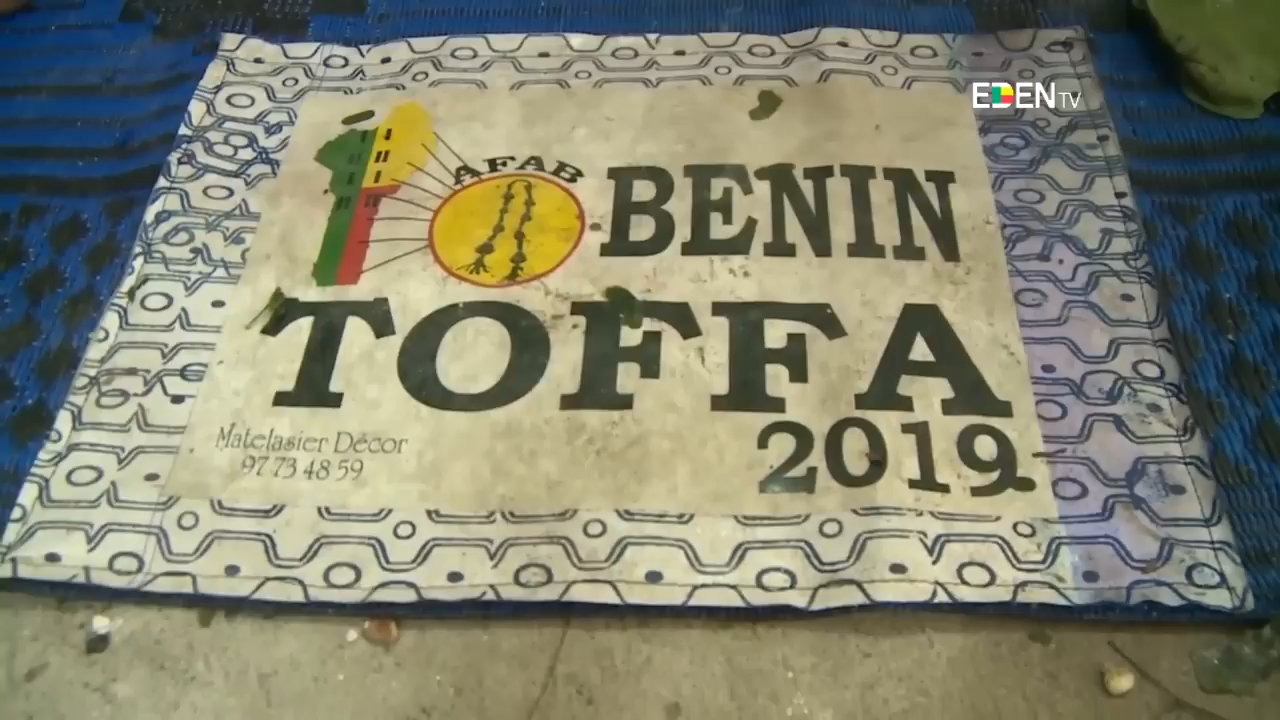 EDEN TV
AFAB
BENIN
TOFFA
2019
Matelasier Décor
97 73 48 59